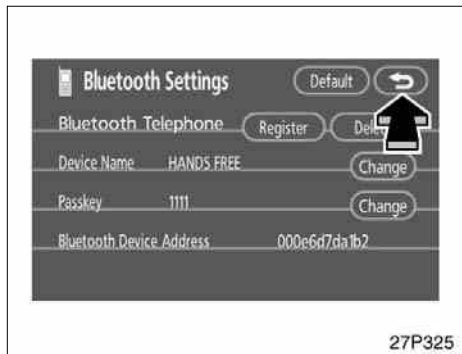 Bluetooth Settings Default
Bluetooth Telephone Register
Device Name HANDS FREE Change
Passkey 1111 Change
Bluetooth Device Address 000e6d7da1b2
27P325